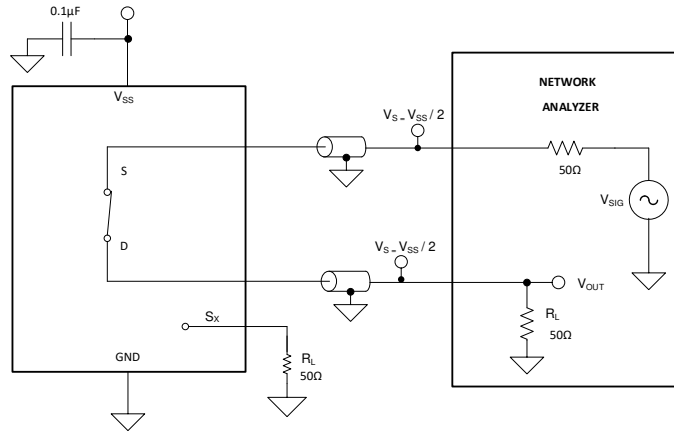 0.1µF
VSS
NETWORK
ANALYZER
VS = VSS / 2
50Ω
S
VSIG
D
VS = VSS / 2
VOUT
SX
RL
50Ω
GND
RL
50Ω